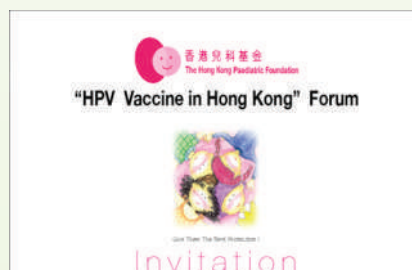 香港兒科基金
The Hong Kong Paediatric Foundation
“HPV Vaccine in Hong Kong” Forum
Give Them The Best Protection !
Invitation